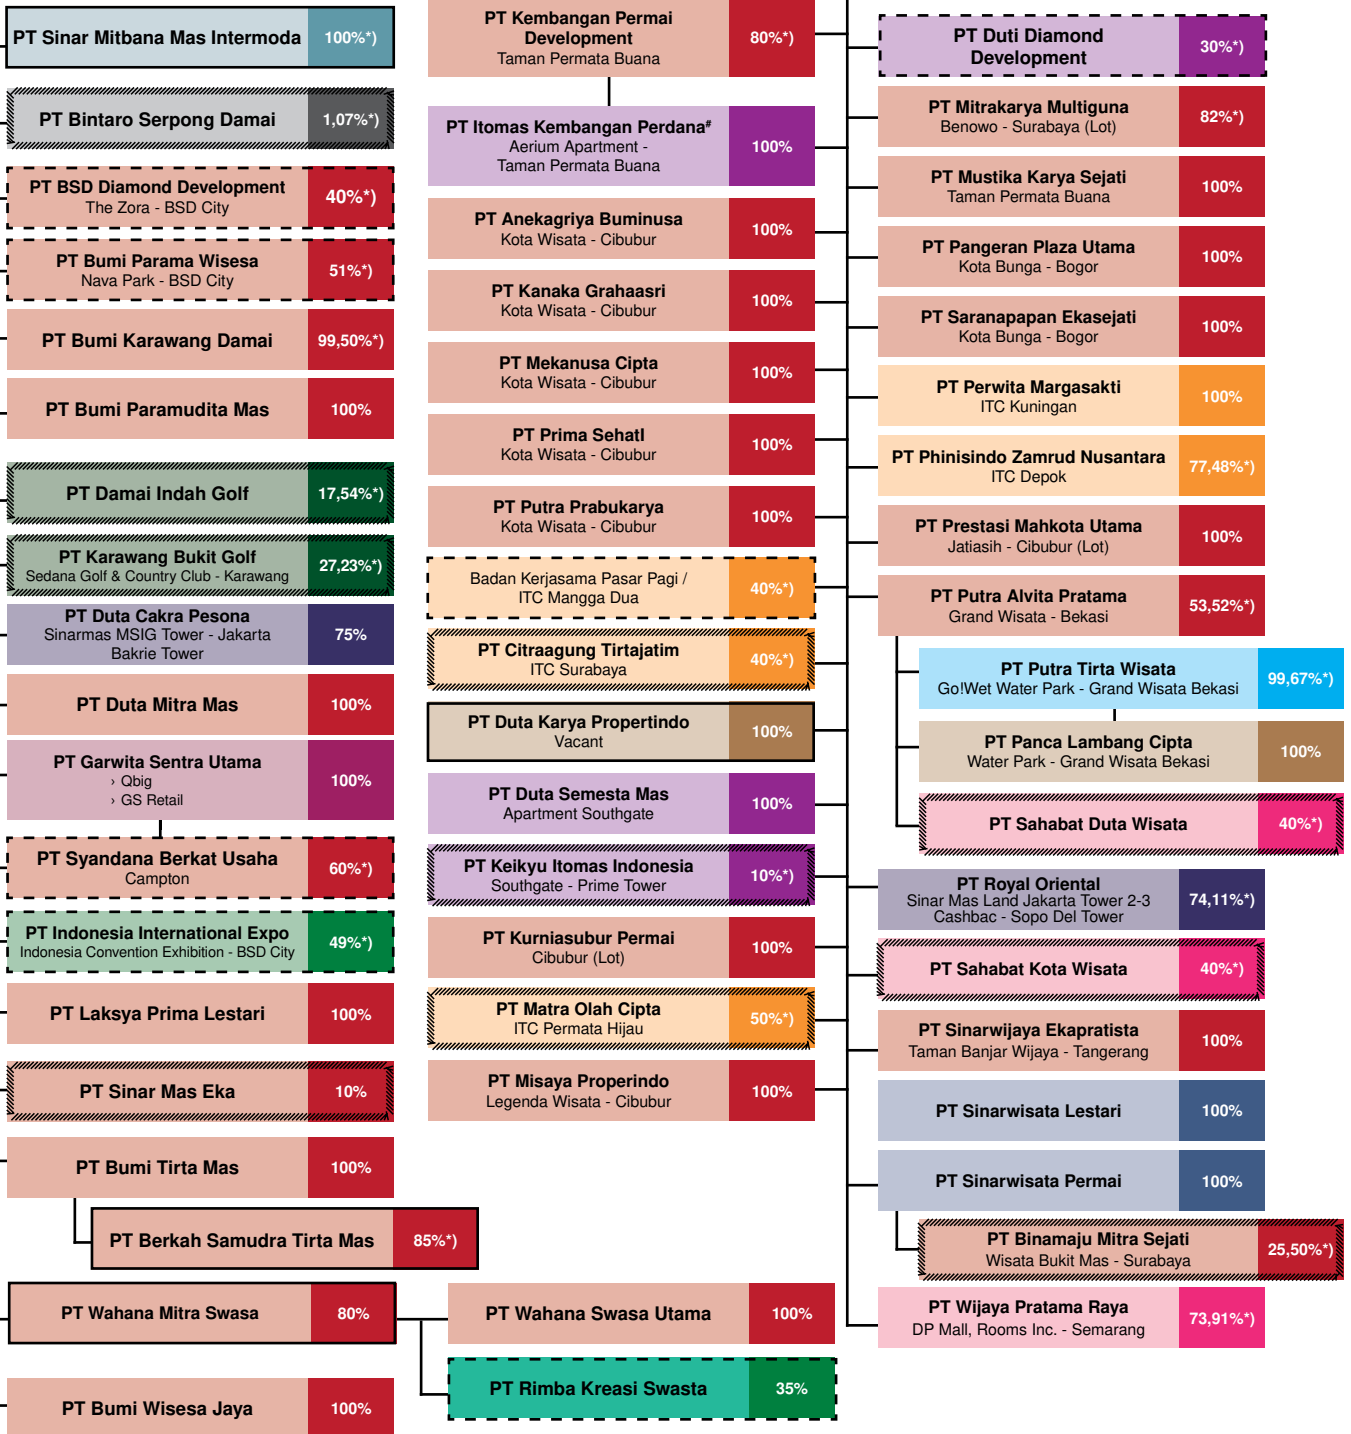 PT Sinar Mitbana Mas Intermoda
100%*)
PT Bintaro Serpong Damai
1,07%*)
PT BSD Diamond Development
The Zora - BSD City
40%*)
PT Bumi Parama Wisesa
Nava Park - BSD City
51%*)
PT Bumi Karawang Damai
99,50%*)
PT Bumi Paramudita Mas
100%
PT Damai Indah Golf
17,54%*)
PT Karawang Bukit Golf
Sedana Golf & Country Club - Karawang
27,23%*)
PT Duta Cakra Pesona
Sinarmas MSIG Tower - Jakarta
Bakrie Tower
75%
PT Duta Mitra Mas
100%
PT Garwita Sentra Utama
› Qbig
› GS Retail
100%
PT Syandana Berkat Usaha
Campton
60%*)
PT Indonesia International Expo
Indonesia Convention Exhibition - BSD City
49%*)
PT Laksya Prima Lestari
100%
PT Sinar Mas Eka
10%
PT Bumi Tirta Mas
100%
PT Berkah Samudra Tirta Mas
85%*)
PT Wahana Mitra Swasa
80%
PT Wahana Swasa Utama
100%
PT Rimba Kreasi Swasta
35%
PT Bumi Wisesa Jaya
100%
PT Kembangan Permai
Development
Taman Permata Buana
80%*)
PT Itomas Kembangan Perdana#
Aerium Apartment -
Taman Permata Buana
100%
PT Anekagriya Buminusa
Kota Wisata - Cibubur
100%
PT Kanaka Grahaasri
Kota Wisata - Cibubur
100%
PT Mekanusa Cipta
Kota Wisata - Cibubur
100%
PT Prima Sehatl
Kota Wisata - Cibubur
100%
PT Putra Prabukarya
Kota Wisata - Cibubur
100%
Badan Kerjasama Pasar Pagi /
ITC Mangga Dua
40%*)
PT Citraagung Tirtajatim
ITC Surabaya
40%*)
PT Duta Karya Propertindo
Vacant
100%
PT Duta Semesta Mas
Apartment Southgate
100%
PT Keikyu Itomas Indonesia
Southgate - Prime Tower
10%*)
PT Kurniasubur Permai
Cibubur (Lot)
100%
PT Matra Olah Cipta
ITC Permata Hijau
50%*)
PT Misaya Properindo
Legenda Wisata - Cibubur
100%
PT Duti Diamond
Development
30%*)
PT Mitrakarya Multiguna
Benowo - Surabaya (Lot)
82%*)
PT Mustika Karya Sejati
Taman Permata Buana
100%
PT Pangeran Plaza Utama
Kota Bunga - Bogor
100%
PT Saranapapan Ekasejati
Kota Bunga - Bogor
100%
PT Perwita Margasakti
ITC Kuningan
100%
PT Phinisindo Zamrud Nusantara
ITC Depok
77,48%*)
PT Prestasi Mahkota Utama
Jatiasih - Cibubur (Lot)
100%
PT Putra Alvita Pratama
Grand Wisata - Bekasi
53,52%*)
PT Putra Tirta Wisata
Go!Wet Water Park - Grand Wisata Bekasi
99,67%*)
PT Panca Lambang Cipta
Water Park - Grand Wisata Bekasi
100%
PT Sahabat Duta Wisata
40%*)
PT Royal Oriental
Sinar Mas Land Jakarta Tower 2-3
Cashbac - Sopo Del Tower
74,11%*)
PT Sahabat Kota Wisata
40%*)
PT Sinarwijaya Ekapratista
Taman Banjar Wijaya - Tangerang
100%
PT Sinarwisata Lestari
100%
PT Sinarwisata Permai
100%
PT Binamaju Mitra Sejati
Wisata Bukit Mas - Surabaya
25,50%*)
PT Wijaya Pratama Raya
DP Mall, Rooms Inc. - Semarang
73,91%*)